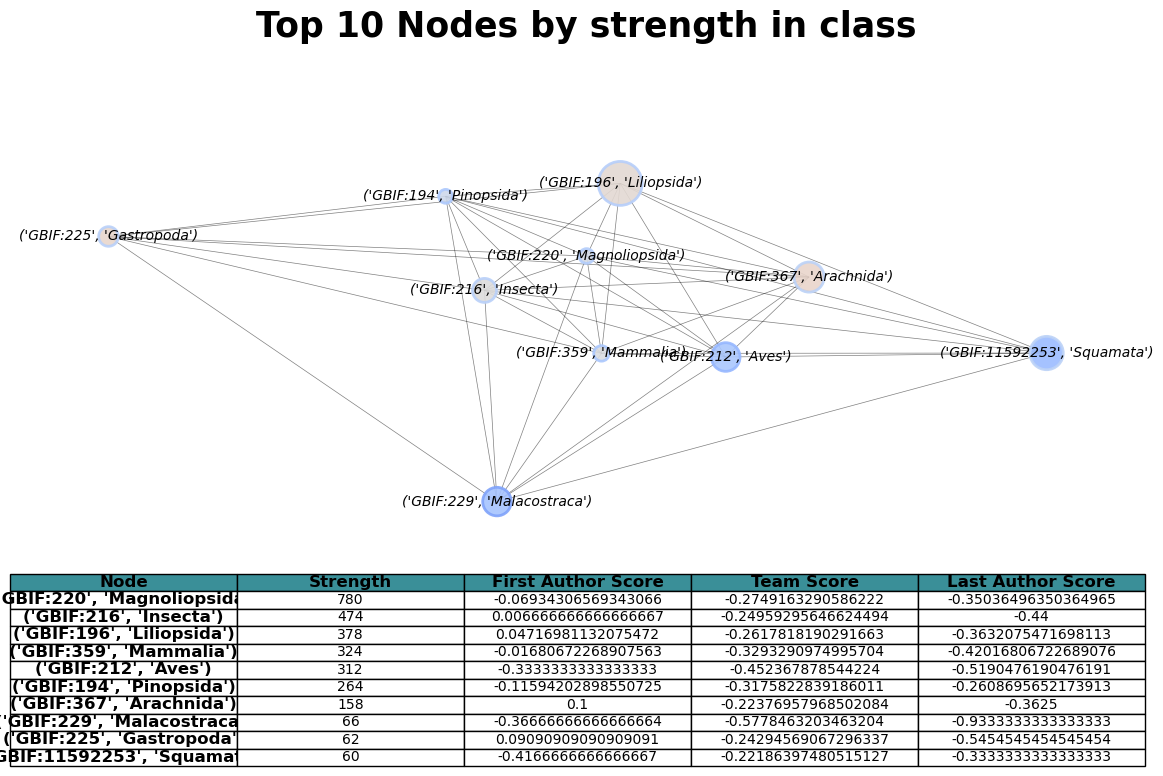 Top 10 Nodes by strength in class
('GBIF:196', 'Liliopsida')
('GBIF:194', 'Pinopsida')
('GBIF:225', 'Gastropoda')
('GBIF:220', 'Magnoliopsida')
('GBIF:367', 'Arachnida')
('GBIF:216', 'Insecta')
('GBIF:359', 'Mammalia')
('GBIF:212', 'Aves')
('GBIF:11592253', 'Squamata')
('GBIF:229', 'Malacostraca')
Node Strength First Author Score Team Score Last Author Score
GBIF:220', 'Magnoliopsida 780 -0.06934306569343066 -0.2749163290586222 -0.35036496350364965
('GBIF:216', 'Insecta') 474 0.006666666666666667 -0.24959295646624494 -0.44
('GBIF:196', 'Liliopsida') 378 0.04716981132075472 -0.2617818190291663 -0.3632075471698113
('GBIF:359', 'Mammalia') 324 -0.01680672268907563 -0.3293290974995704 -0.42016806722689076
('GBIF:212', 'Aves') 312 -0.3333333333333333 -0.452367878544224 -0.5190476190476191
('GBIF:194', 'Pinopsida') 264 -0.11594202898550725 -0.3175822839186011 -0.2608695652173913
('GBIF:367', 'Arachnida') 158 0.1 -0.22376957968502084 -0.3625
('GBIF:229', 'Malacostraca 66 -0.36666666666666664 -0.5778463203463204 -0.9333333333333333
('GBIF:225', 'Gastropoda' 62 0.09090909090909091 -0.24294569067296337 -0.5454545454545454
GBIF:11592253', 'Squamat 60 -0.4166666666666667 -0.22186397480515127 -0.3333333333333333